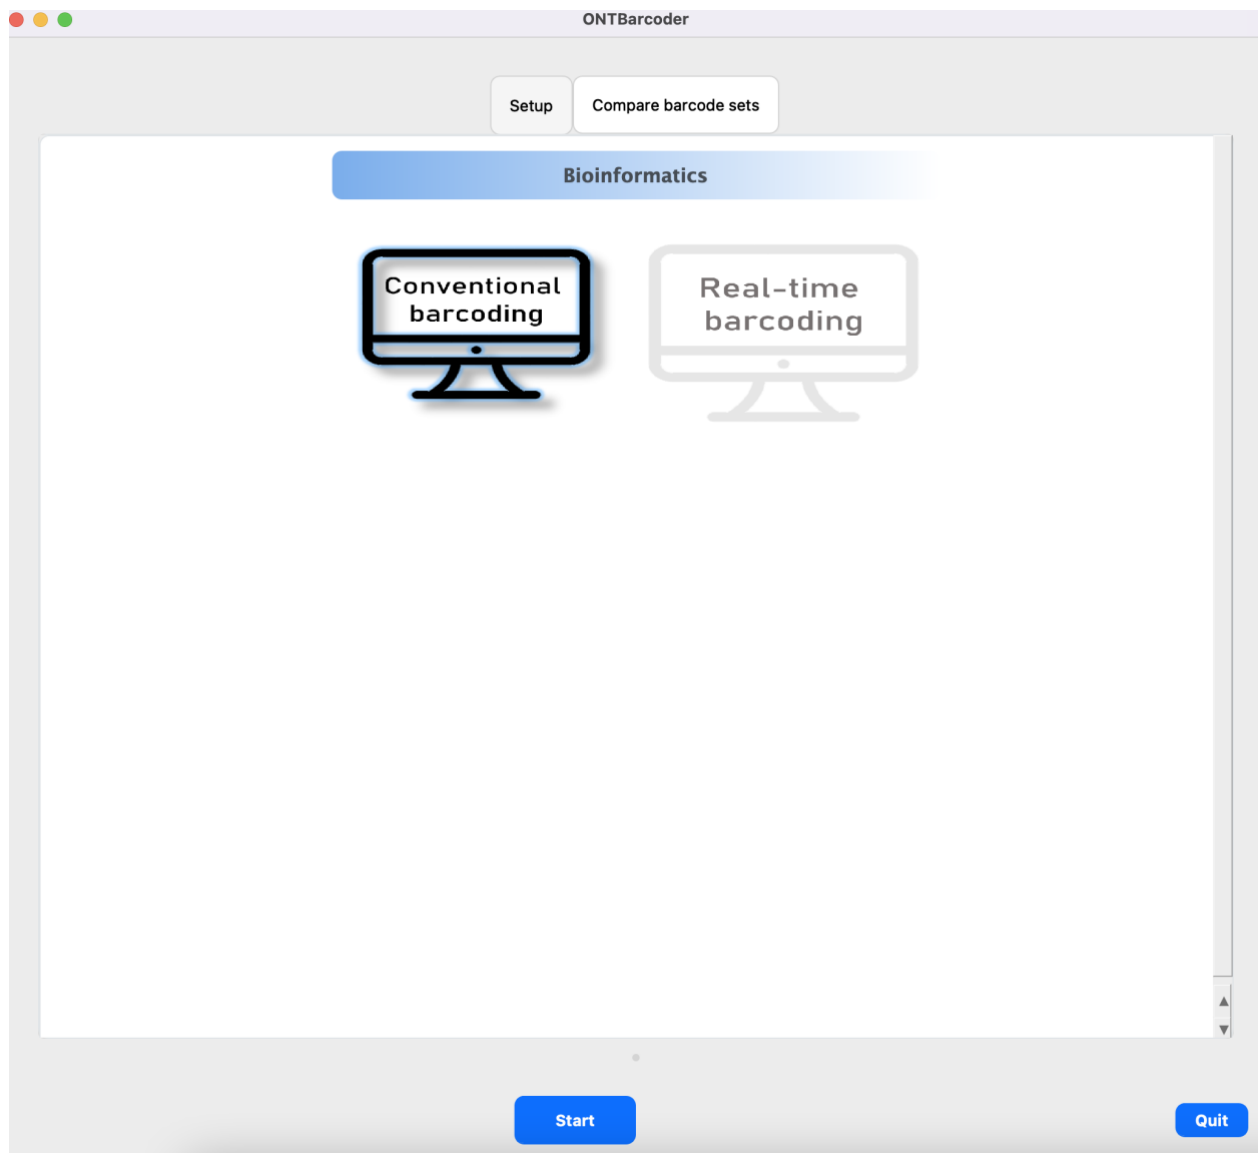 ONTBarcoder
Setup
Compare barcode sets
Bioinformatics
Conventional
barcoding
Real-time
barcoding
Start
Quit